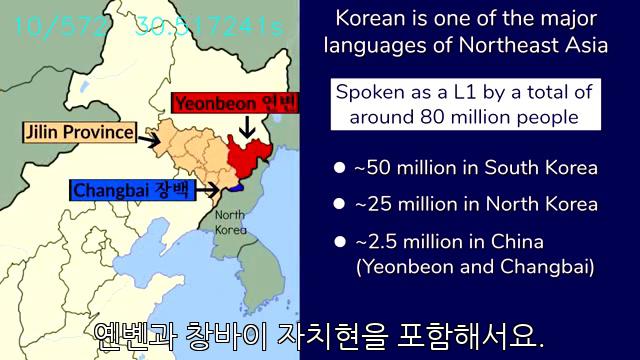 10/572 30.517241s
Korean is one of the major
languages of Northeast Asia
Yeonbeon 연변
Jilin Province
Changbai 장백
North
Korea
Spoken as a L1 by a total of
around 80 million people
~50 million in South Korea
~25 million in North Korea
~2.5 million in China
(Yeonbeon and Changbai)
옌볜과 창바이 자치현을 포함해서요.